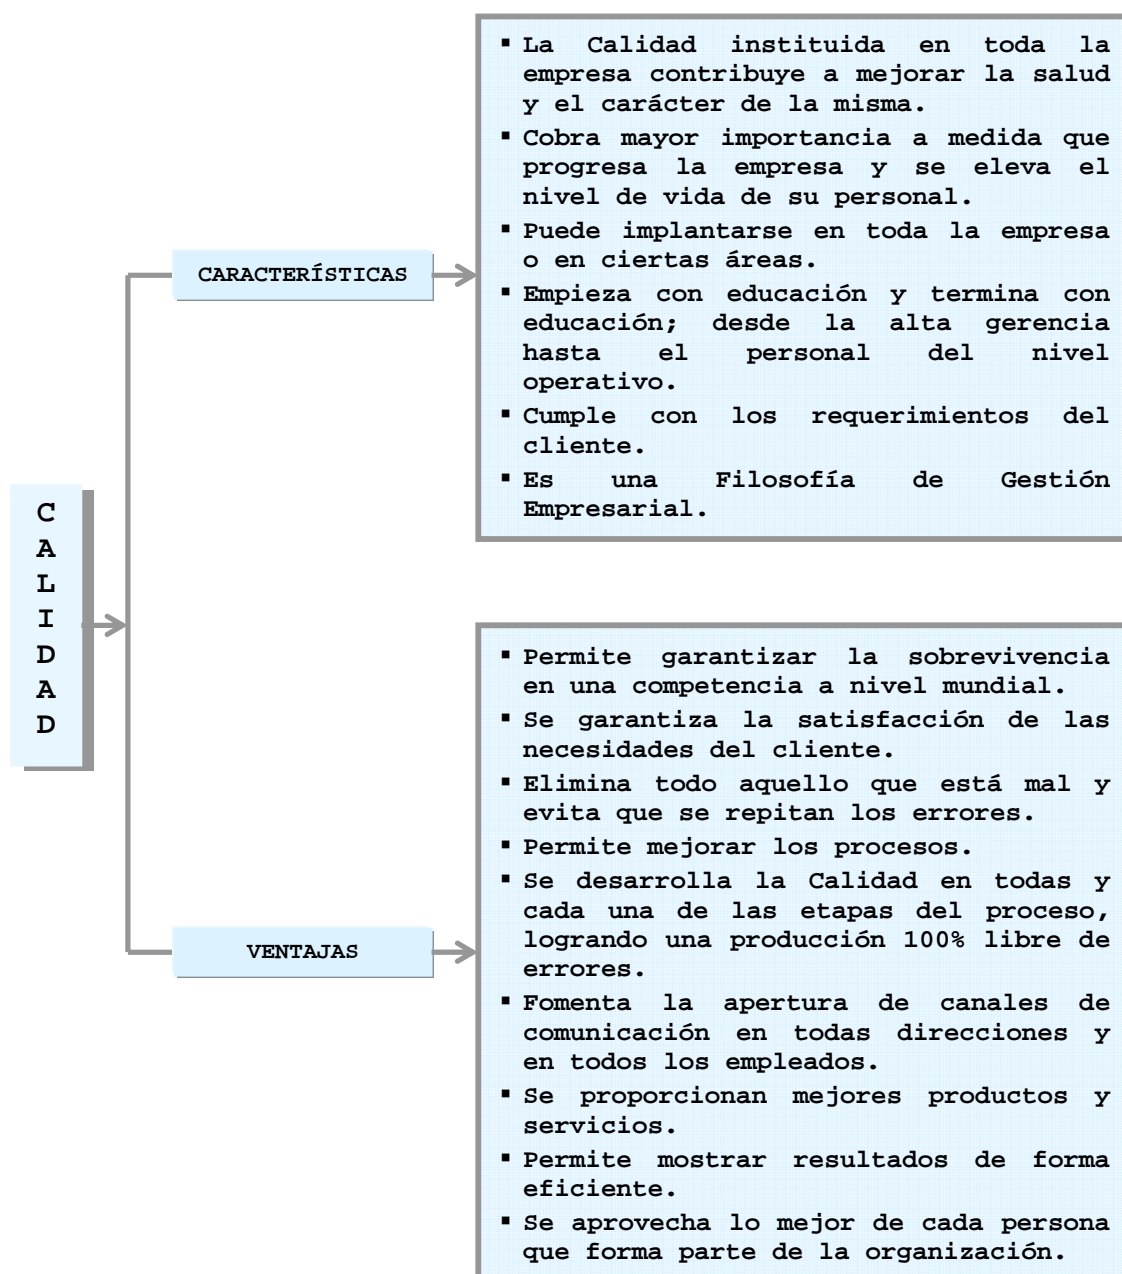 CALIDAD
CARACTERÍSTICAS
▪ La Calidad instituida en toda la
empresa contribuye a mejorar la salud
y el carácter de la misma.
▪ Cobra mayor importancia a medida que
progresa la empresa y se eleva el
nivel de vida de su personal.
▪ Puede implantarse en toda la empresa
o en ciertas áreas.
▪ Empieza con educación y termina con
educación; desde la alta gerencia
hasta el personal del nivel
operativo.
▪ Cumple con los requerimientos del
cliente.
▪ Es una Filosofía de Gestión
Empresarial.
VENTAJAS
▪ Permite garantizar la sobrevivencia
en una competencia a nivel mundial.
▪ Se garantiza la satisfacción de las
necesidades del cliente.
▪ Elimina todo aquello que está mal y
evita que se repitan los errores.
▪ Permite mejorar los procesos.
▪ Se desarrolla la Calidad en todas y
cada una de las etapas del proceso,
logrando una producción 100% libre de
errores.
▪ Fomenta la apertura de canales de
comunicación en todas direcciones y
en todos los empleados.
▪ Se proporcionan mejores productos y
servicios.
▪ Permite mostrar resultados de forma
eficiente.
▪ Se aprovecha lo mejor de cada persona
que forma parte de la organización.